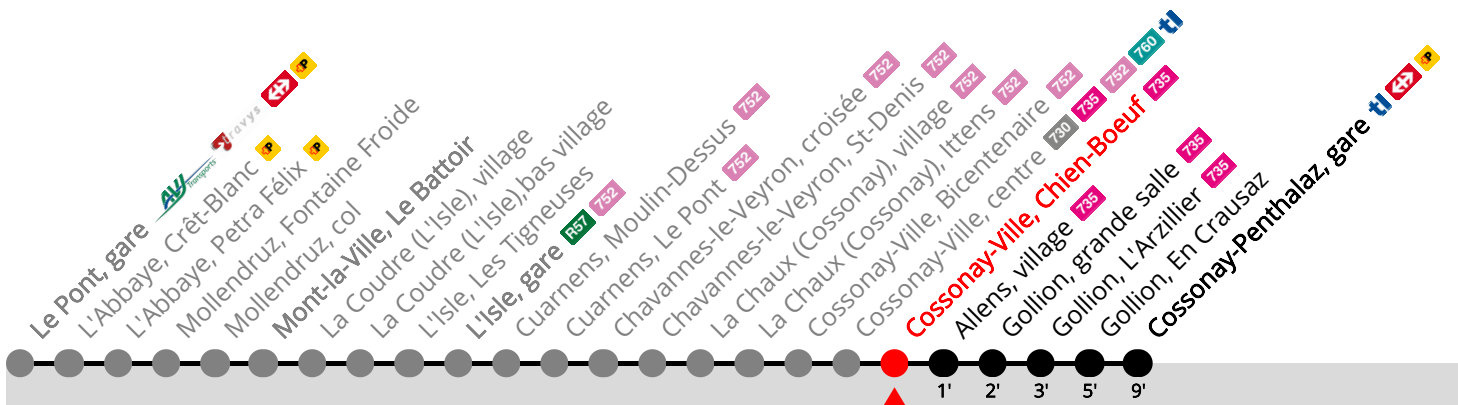 Le Pont, gare AVJ Transports travys P
L'Abbaye, Crêt-Blanc P
L'Abbaye, Petra Félix P
Mollendruz, Fontaine Froide
Mollendruz, col
Mont-la-Ville, Le Battoir
La Coudre (L'Isle), village
La Coudre (L'Isle),bas village
L'Isle, Les Tigneuses
L'Isle, gare R57 752
Cuarnens, Moulin-Dessus 752
Cuarnens, Le Pont 752
Chavannes-le-Veyron, croisée 752
Chavannes-le-Veyron, St-Denis 752
La Chaux (Cossonay), village 752
La Chaux (Cossonay), Ittens 752
Cossonay-Ville, Bicentenaire 752
Cossonay-Ville, centre 730 735 752 760 tl
Cossonay-Ville, Chien-Boeuf 735
Allens, village 735
Gollion, grande salle 735
Gollion, L'Arzillier 735
Gollion, En Craussaz
Cossonay-Penthalaz, gare tl P
1' 2' 3' 5' 9'